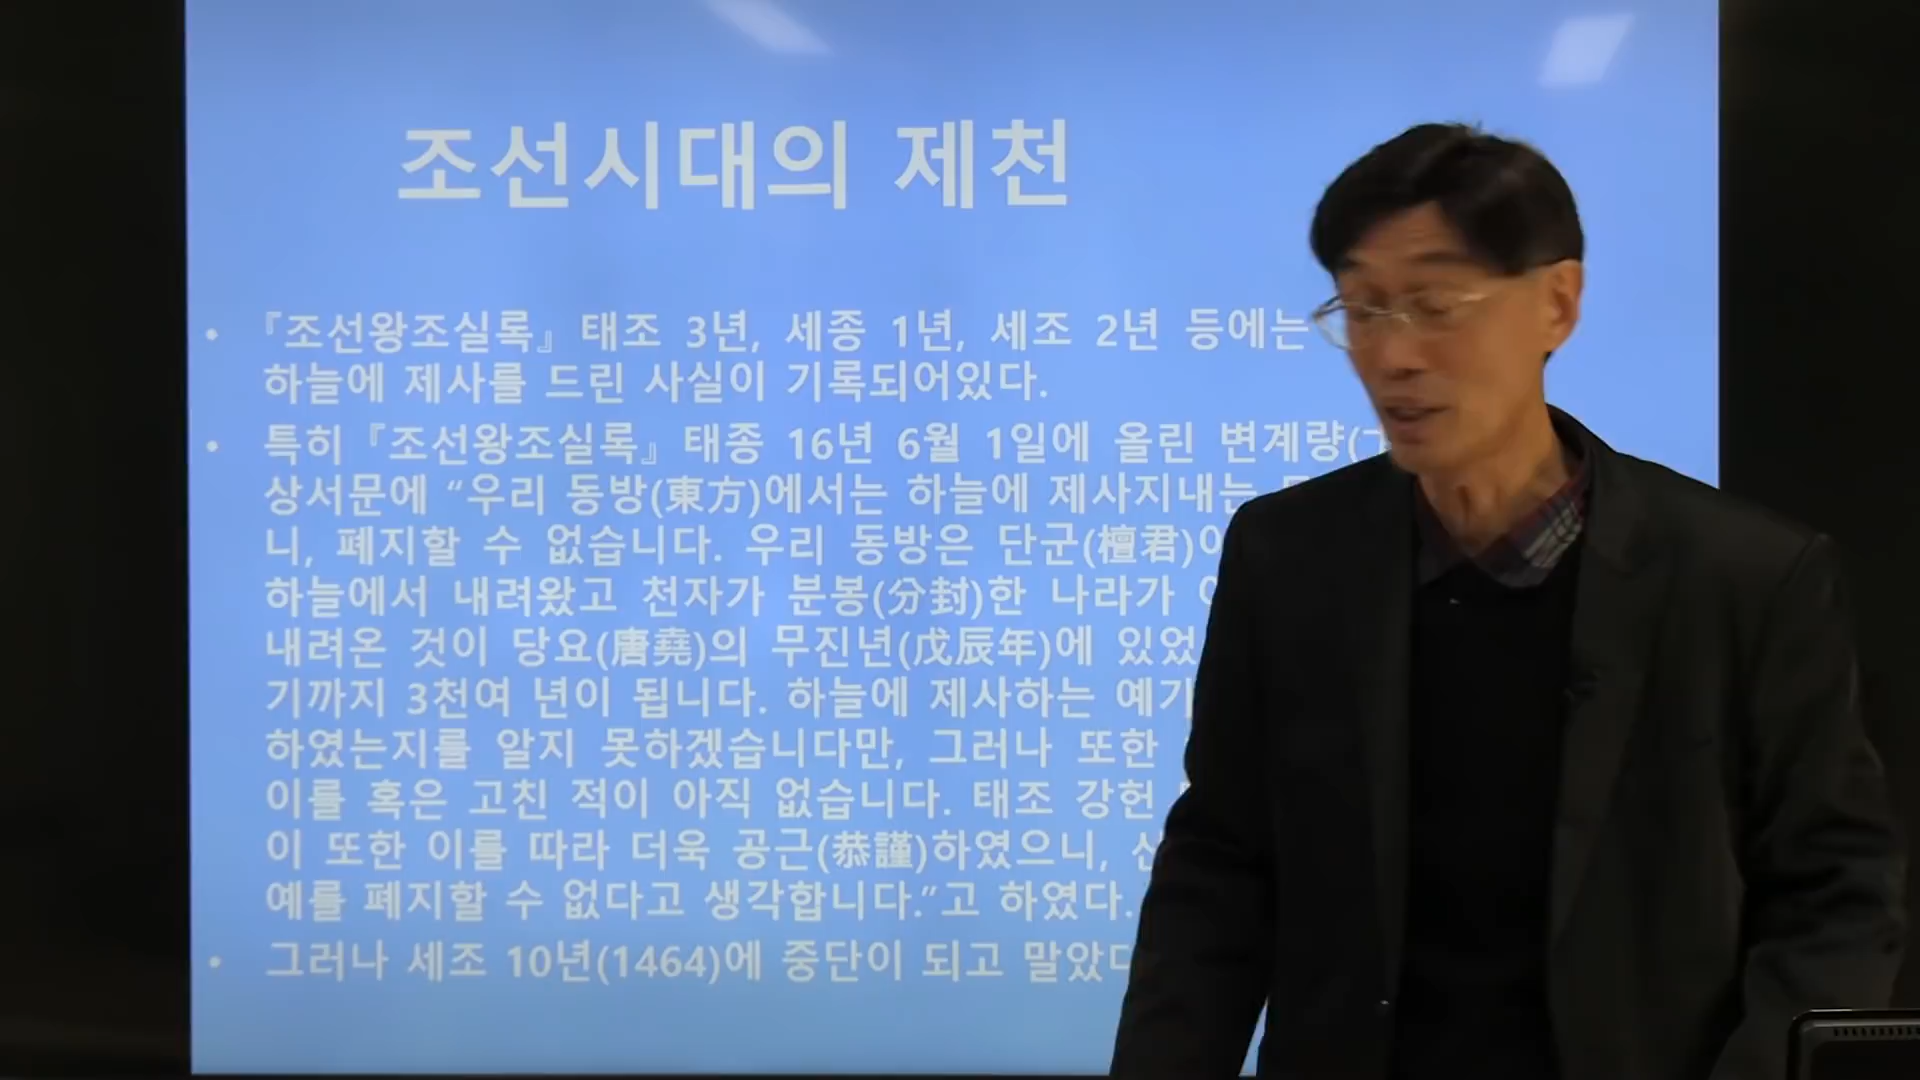 조선시대의 제천
• 『조선왕조실록』 태조 3년, 세종 1년, 세조 2년 등에는
하늘에 제사를 드린 사실이 기록되어있다.
• 특히 『조선왕조실록』 태종 16년 6월 1일에 올린 변계량(
상서문에 “우리 동방(東方)에서는 하늘에 제사지내는
니, 폐지할 수 없습니다. 우리 동방은 단군(檀君)이
하늘에서 내려왔고 천자가 분봉(分封)한 나라가
내려온 것이 당요(唐堯)의 무진년(戊辰年)에 있었
기까지 3천여 년이 됩니다. 하늘에 제사하는 예가
하였는지를 알지 못하겠습니다만, 그러나 또한
이를 혹은 고친 적이 아직 없습니다. 태조 강헌
이 또한 이를 따라 더욱 공근(恭謹)하였으니,
예를 폐지할 수 없다고 생각합니다.”고 하였다.
• 그러나 세조 10년(1464)에 중단이 되고 말았다